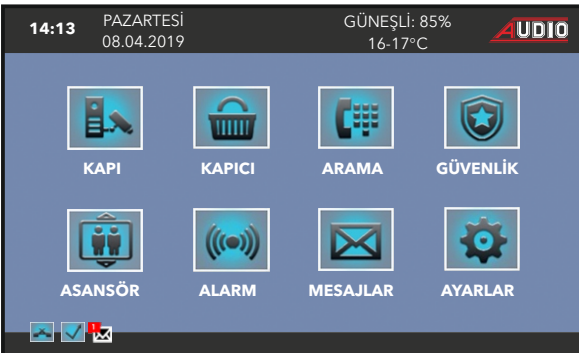 14:13
PAZARTESİ
08.04.2019
GÜNEŞLİ: 85%
16-17°C
AUDIO
KAPI KAPICI ARAMA GÜVENLİK
ASANSÖR ALARM MESAJLAR AYARLAR
1